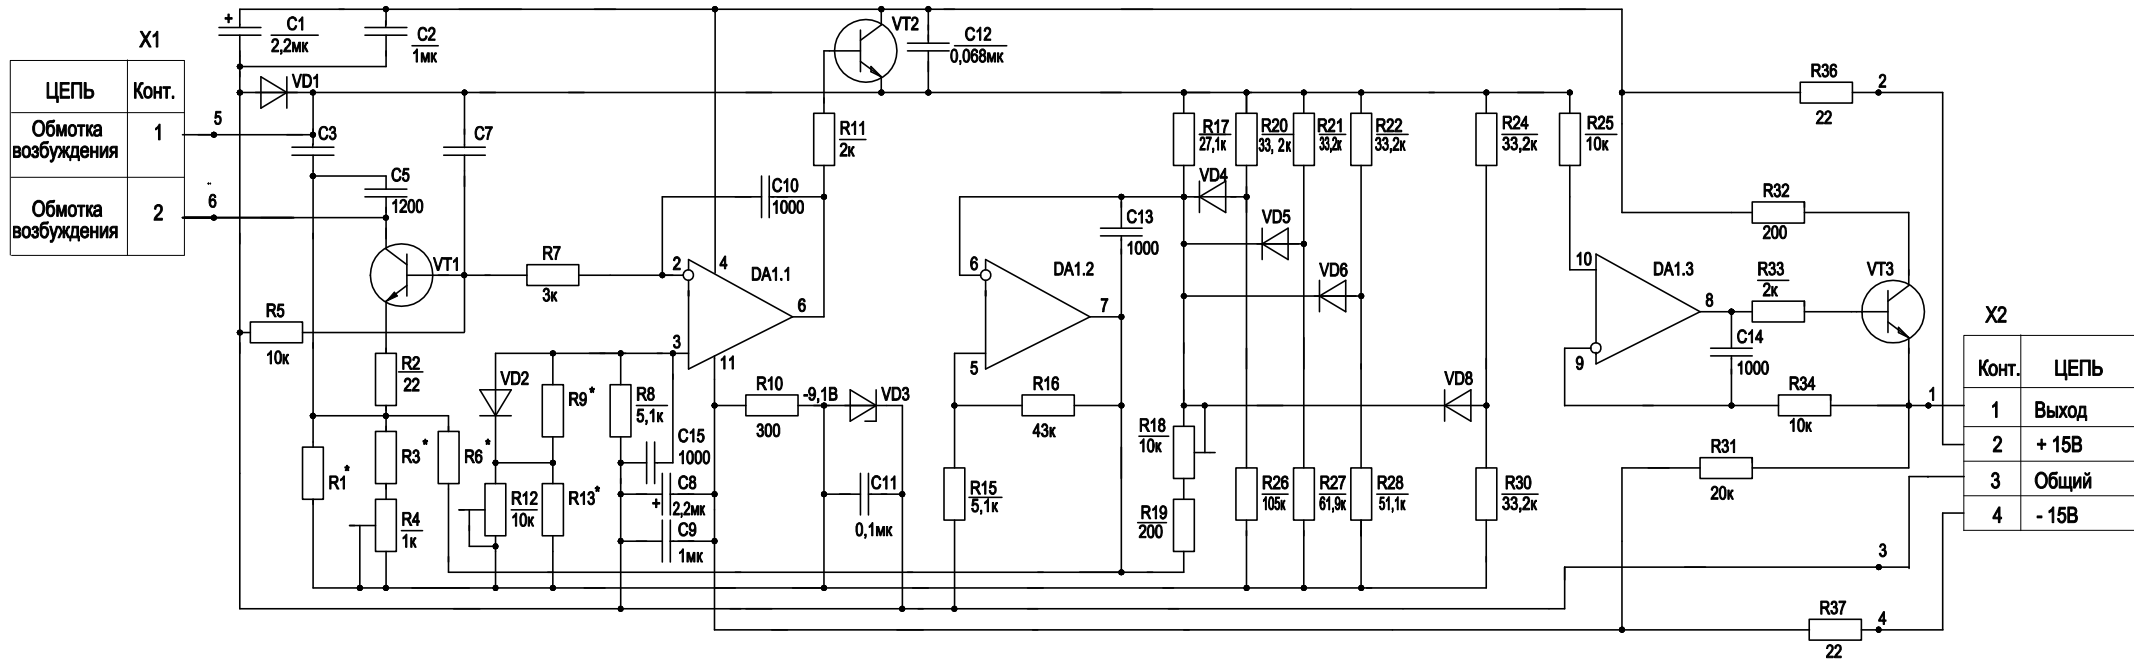 X1
ЦЕПЬ Конт.
Обмотка возбуждения 1
Обмотка возбуждения 2
5
6
+ C1
2,2мк
C2
1мк
VD1
C3
C5
1200
C7
VT1
R5
10к
R2
22
R1*
R3*
R4
1к
R6*
R7
3к
VD2
R9*
R12
10к
R13*
R8
5,1к
C15
1000
C8
+ 2,2мк
C9
1мк
C10
1000
R11
2к
VT2
C12
0,068мк
2
3
4
11
6
DA1.1
R10
300
-9,1В
VD3
C11
0,1мк
6
5
7
DA1.2
C13
1000
R16
43к
R15
5,1к
R17
27,1к
R20
33, 2к
R21
33,2к
R22
33,2к
R24
33,2к
R25
10к
VD4
VD5
VD6
VD8
R18
10к
R19
200
R26
105к
R27
61,9к
R28
51,1к
R30
33,2к
10
9
8
DA1.3
C14
1000
R32
200
R33
2к
VT3
R34
10к
R31
20к
R36
22
2
1
3
R37
22
4
X2
Конт. ЦЕПЬ
1 Выход
2 + 15В
3 Общий
4 - 15В